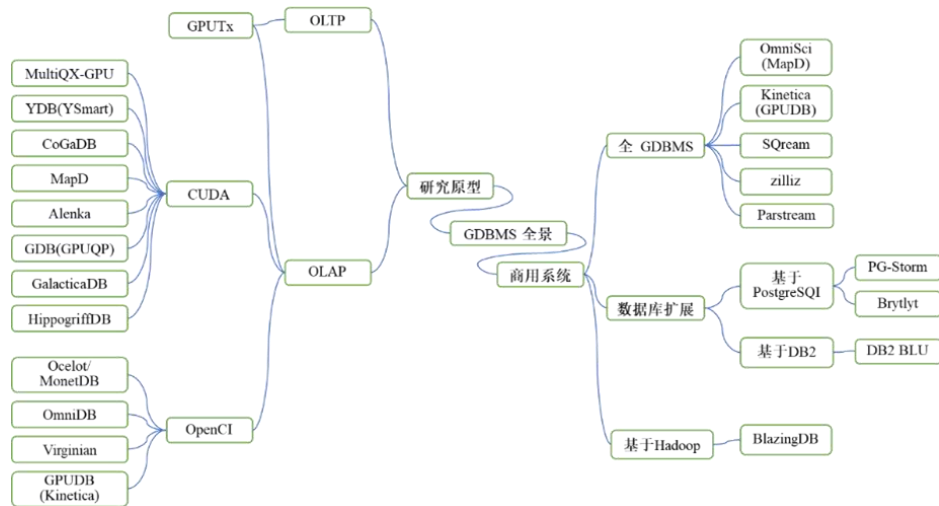 GPUTx
OLTP
MultiQX-GPU
YDB(YSmart)
CoGaDB
MapD
Alenka
GDB(GPUQP)
GalacticaDB
HippogriffDB
CUDA
OLAP
Ocelot/
MonetDB
OmniDB
Virginian
GPUDB
(Kinetica)
OpenCI
研究原型
GDBMS 全景
商用系统
全 GDBMS
OmniSci
(MapD)
Kinetica
(GPUDB)
SQream
zilliz
Parstream
数据库扩展
基于
PostgreSQI
PG-Storm
Brytlyt
基于DB2
DB2 BLU
基于Hadoop
BlazingDB